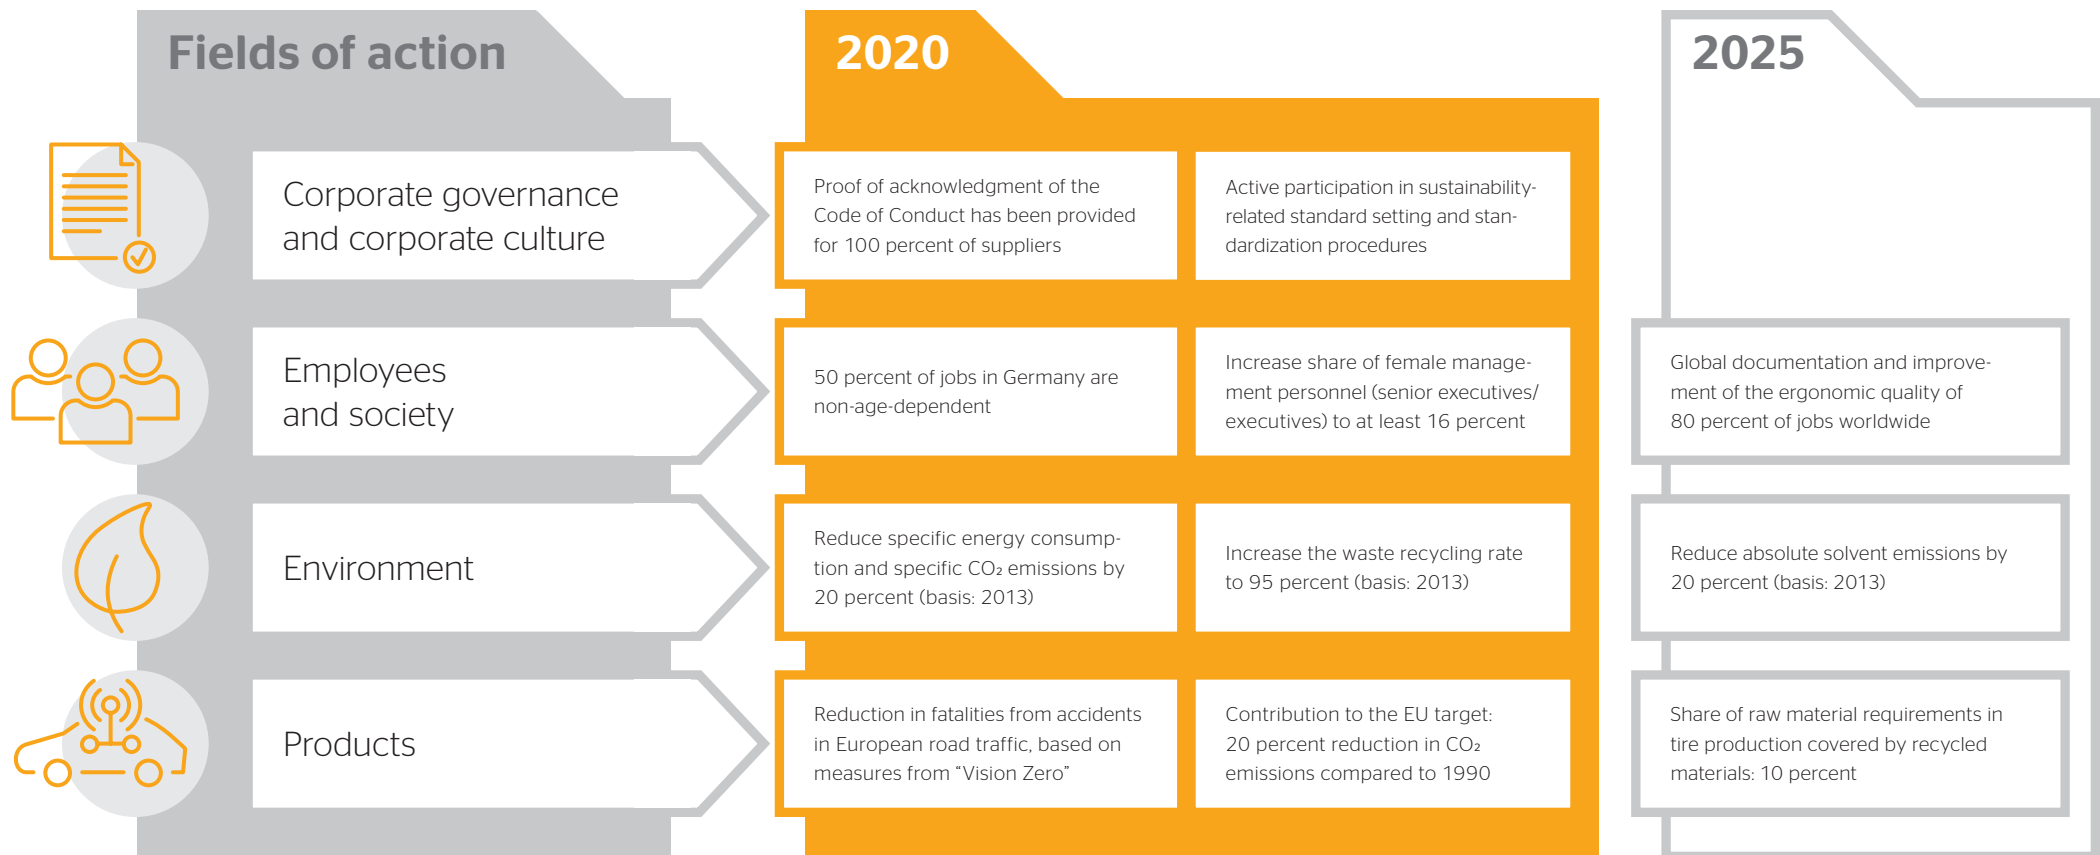 Fields of action
2020
2025
Corporate governance
and corporate culture
Proof of acknowledgment of the
Code of Conduct has been provided
for 100 percent of suppliers
Active participation in sustainability-
related standard setting and stan-
dardization procedures
Employees
and society
50 percent of jobs in Germany are
non-age-dependent
Increase share of female manage-
ment personnel (senior executives/
executives) to at least 16 percent
Global documentation and improve-
ment of the ergonomic quality of
80 percent of jobs worldwide
Environment
Reduce specific energy consump-
tion and specific CO₂ emissions by
20 percent (basis: 2013)
Increase the waste recycling rate
to 95 percent (basis: 2013)
Reduce absolute solvent emissions by
20 percent (basis: 2013)
Products
Reduction in fatalities from accidents
in European road traffic, based on
measures from “Vision Zero”
Contribution to the EU target:
20 percent reduction in CO₂
emissions compared to 1990
Share of raw material requirements in
tire production covered by recycled
materials: 10 percent